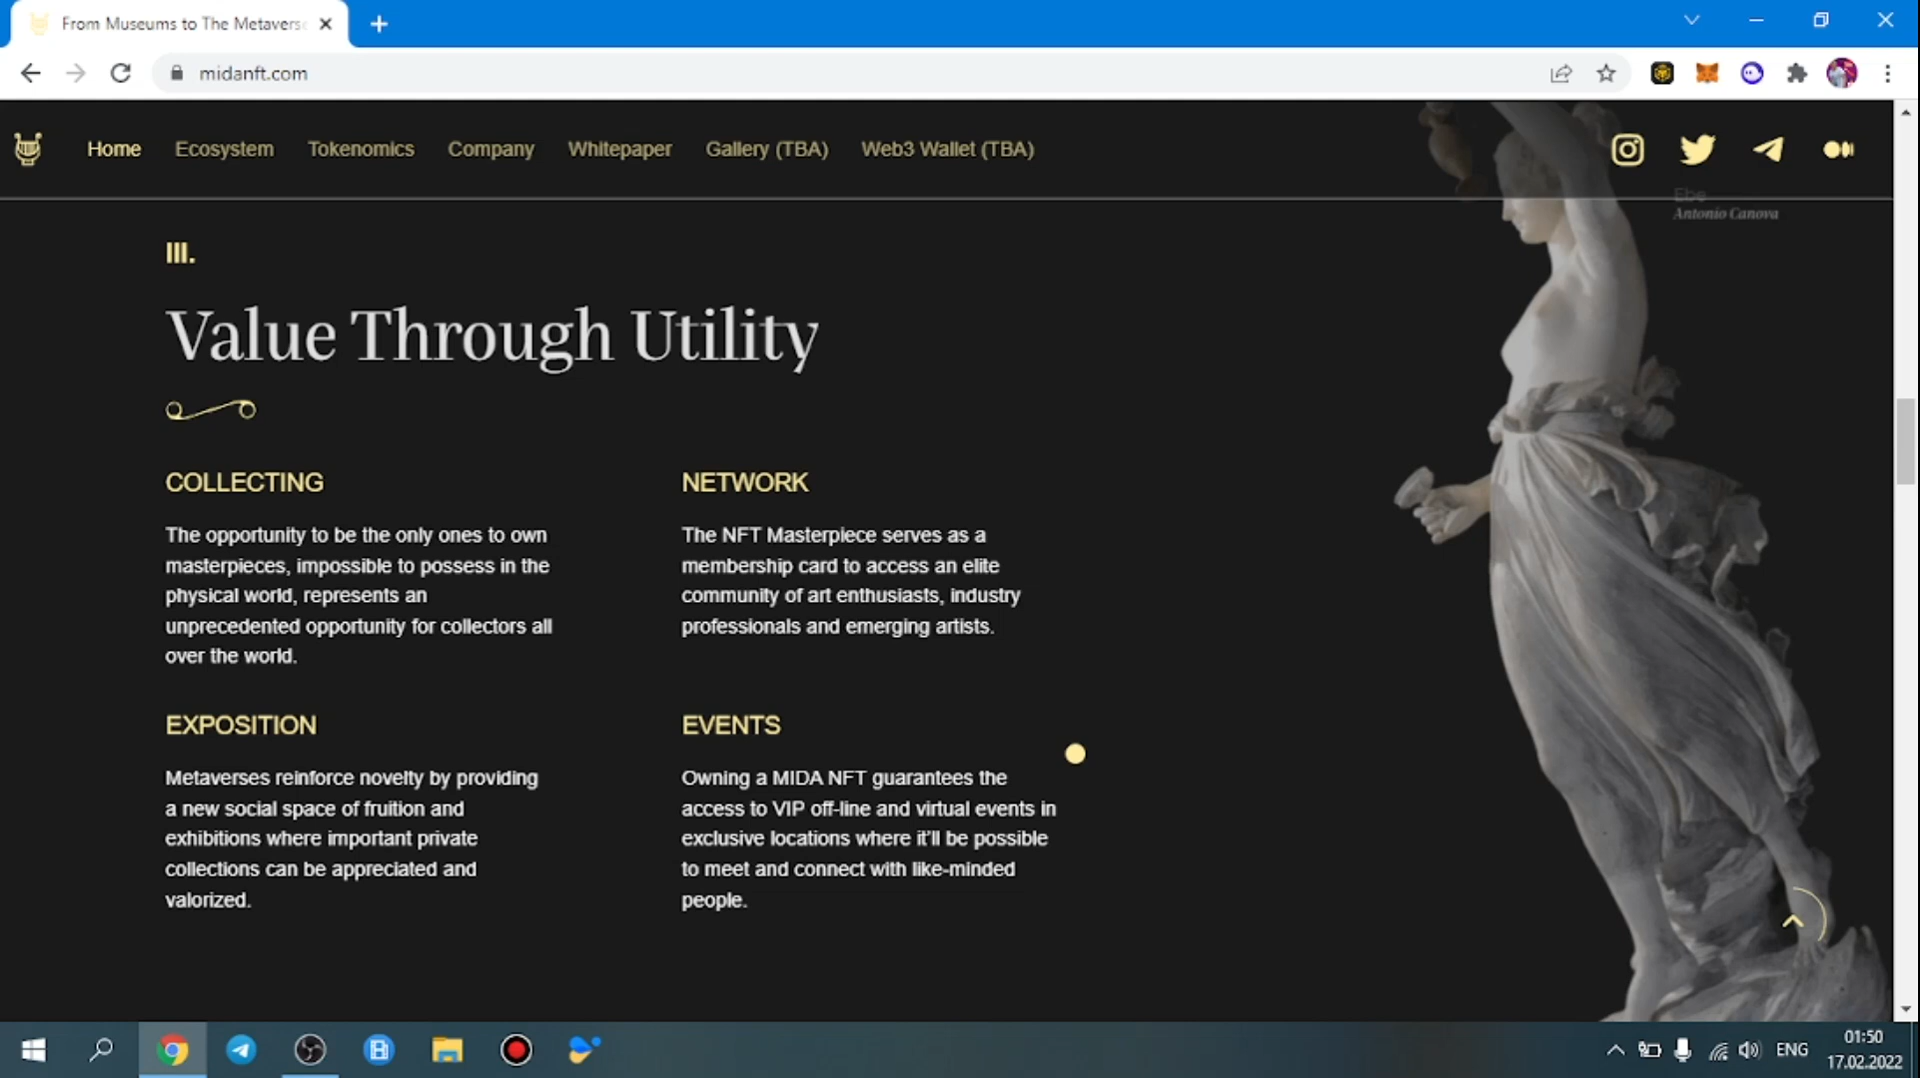 From Museums to The Metavers
midanft.com
Home Ecosystem Tokenomics Company Whitepaper Gallery (TBA) Web3 Wallet (TBA)
Ebe
Antonio Canova
III.
Value Through Utility
COLLECTING
The opportunity to be the only ones to own
masterpieces, impossible to possess in the
physical world, represents an
unprecedented opportunity for collectors all
over the world.
NETWORK
The NFT Masterpiece serves as a
membership card to access an elite
community of art enthusiasts, industry
professionals and emerging artists.
EXPOSITION
Metaverses reinforce novelty by providing
a new social space of fruition and
exhibitions where important private
collections can be appreciated and
valorized.
EVENTS
Owning a MIDA NFT guarantees the
access to VIP off-line and virtual events in
exclusive locations where it'll be possible
to meet and connect with like-minded
people.
ENG
01:50
17.02.2022